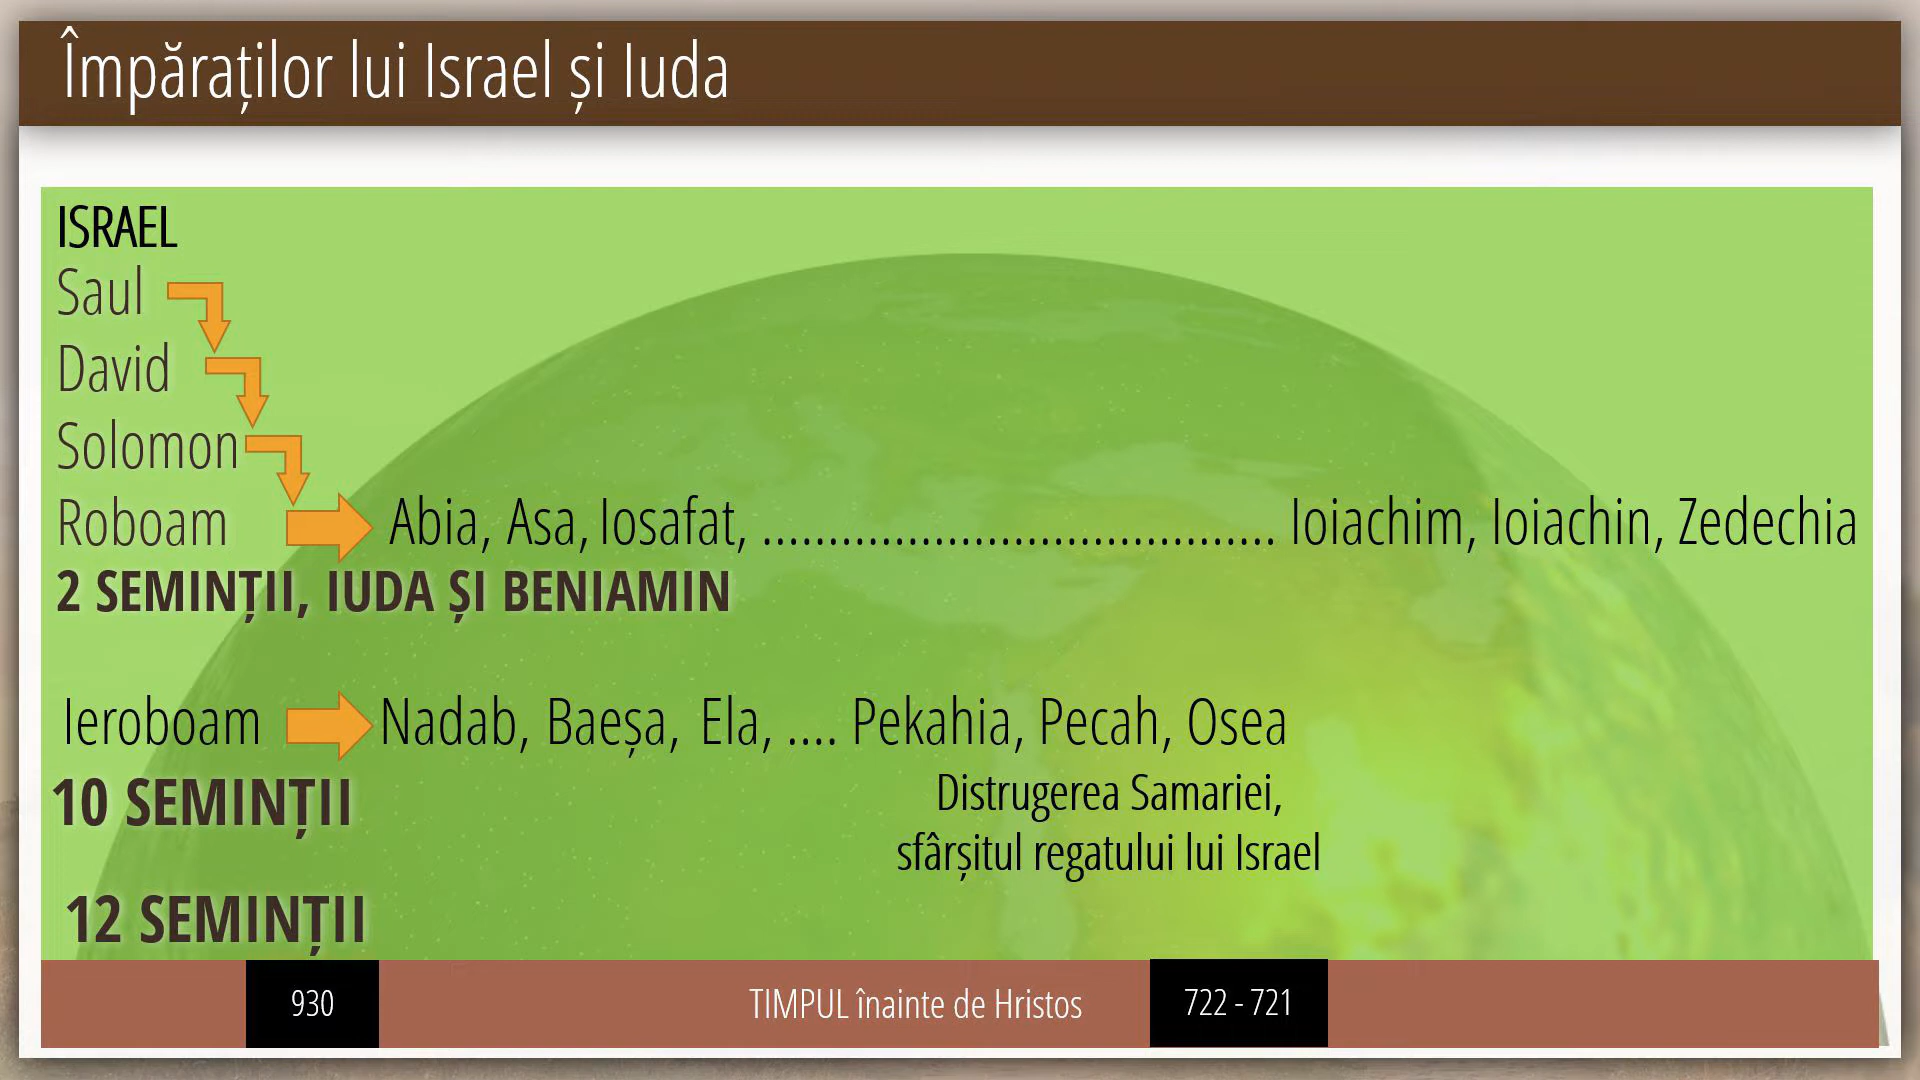 Împăraților lui Israel și Iuda
ISRAEL
Saul
David
Solomon
Roboam Abia, Asa, Iosafat, ....................................... Ioiachim, Ioiachin, Zedechia
2 SEMINȚII, IUDA ȘI BENIAMIN
Ieroboam Nadab, Baeșa, Ela, .... Pekahia, Pecah, Osea
10 SEMINȚII
Distrugerea Samariei,
sfârșitul regatului lui Israel
12 SEMINȚII
930 TIMPUL înainte de Hristos 722 - 721